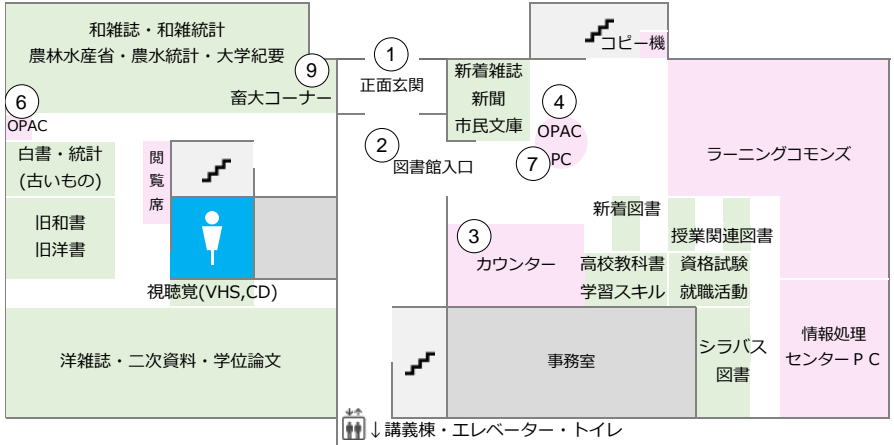 和雑誌・和雑統計
農林水産省・農水統計・大学紀要
⑨
畜大コーナー
⑥
OPAC
白書・統計
(古いもの)
閲覧席
旧和書
旧洋書
視聴覚(VHS,CD)
洋雑誌・二次資料・学位論文
①
正面玄関
②
図書館入口
新着雑誌
新聞
市民文庫
コピー機
④
OPAC
⑦
PC
ラーニングコモンズ
新着図書
授業関連図書
③
カウンター
高校教科書
学習スキル
資格試験
就職活動
事務室
シラバス
図書
情報処理
センターＰＣ
↓講義棟・エレベーター・トイレ